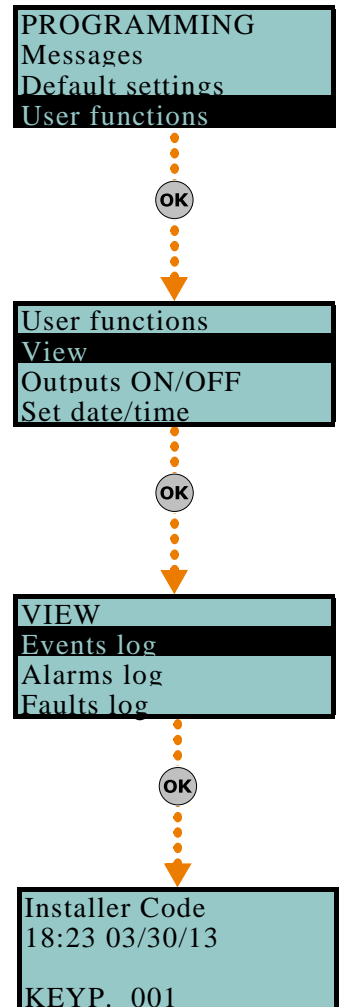 PROGRAMMING
Messages
Default settings
User functions
OK
User functions
View
Outputs ON/OFF
Set date/time
OK
VIEW
Events log
Alarms log
Faults log
OK
Installer Code
18:23 03/30/13
KEYP. 001